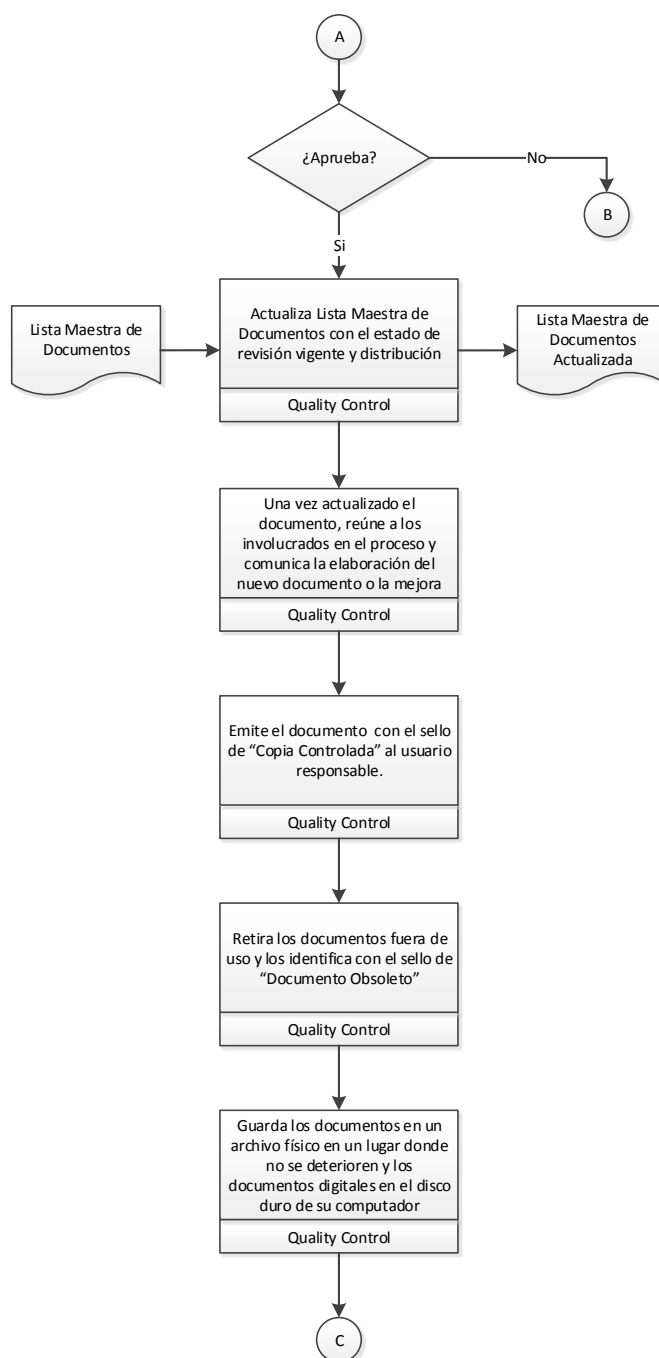 A
¿Aprueba?
No
B
Si
Lista Maestra de
Documentos
Actualiza Lista Maestra de
Documentos con el estado de
revisión vigente y distribución
Quality Control
Lista Maestra de
Documentos
Actualizada
Una vez actualizado el
documento, reúne a los
involucrados en el proceso y
comunica la elaboración del
nuevo documento o la mejora
Quality Control
Emite el documento con el sello
de “Copia Controlada” al usuario
responsable.
Quality Control
Retira los documentos fuera de
uso y los identifica con el sello de
“Documento Obsoleto”
Quality Control
Guarda los documentos en un
archivo físico en un lugar donde
no se deterioren y los
documentos digitales en el disco
duro de su computador
Quality Control
C